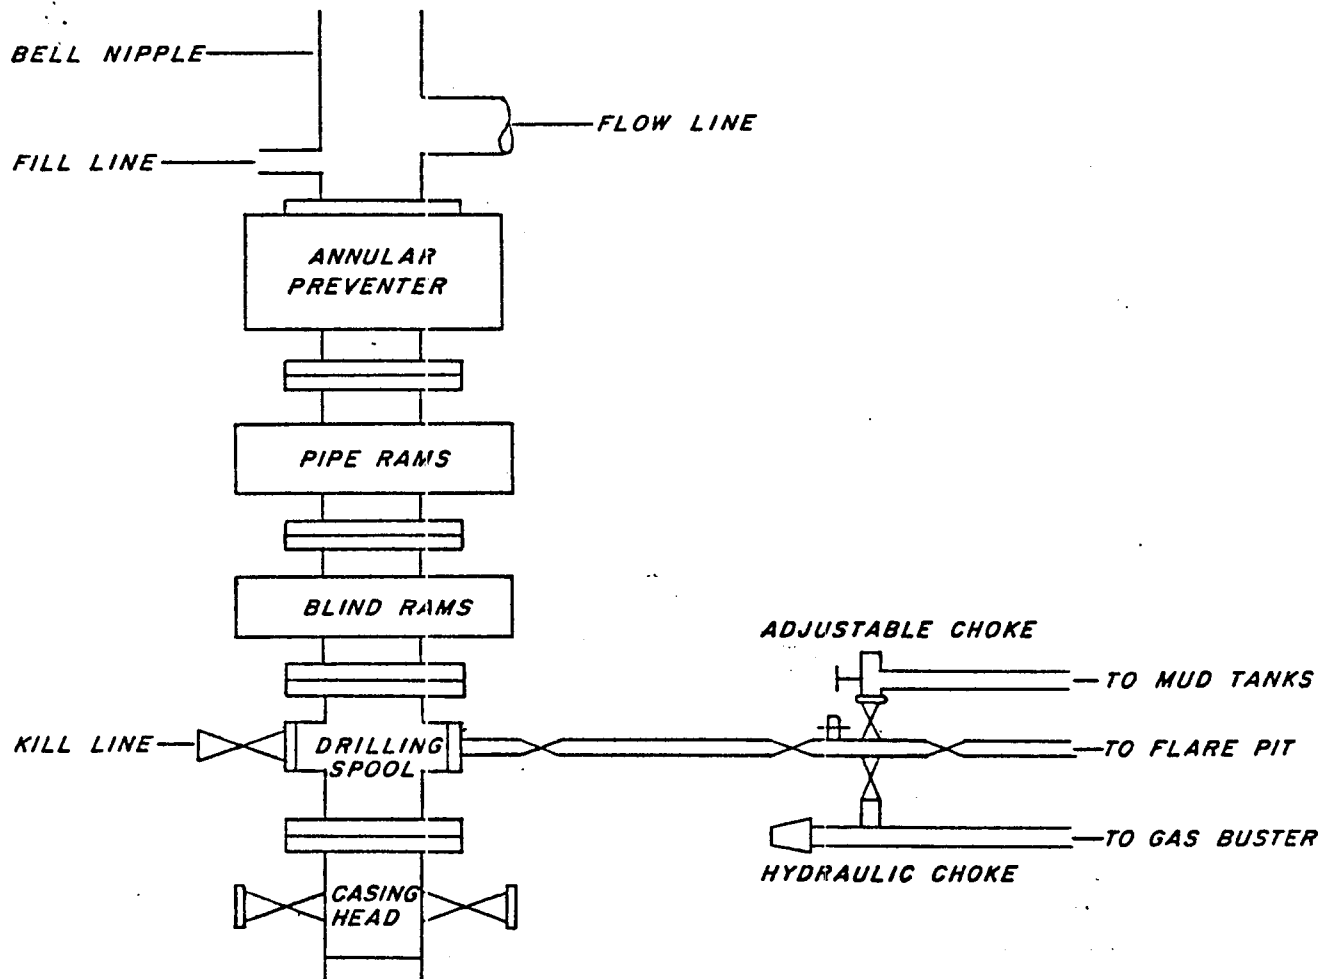 BELL NIPPLE
FLOW LINE
FILL LINE
ANNULAR
PREVENTER
PIPE RAMS
BLIND RAMS
ADJUSTABLE CHOKE
TO MUD TANKS
KILL LINE
DRILLING
SPOOL
TO FLARE PIT
TO GAS BUSTER
HYDRAULIC CHOKE
CASING
HEAD